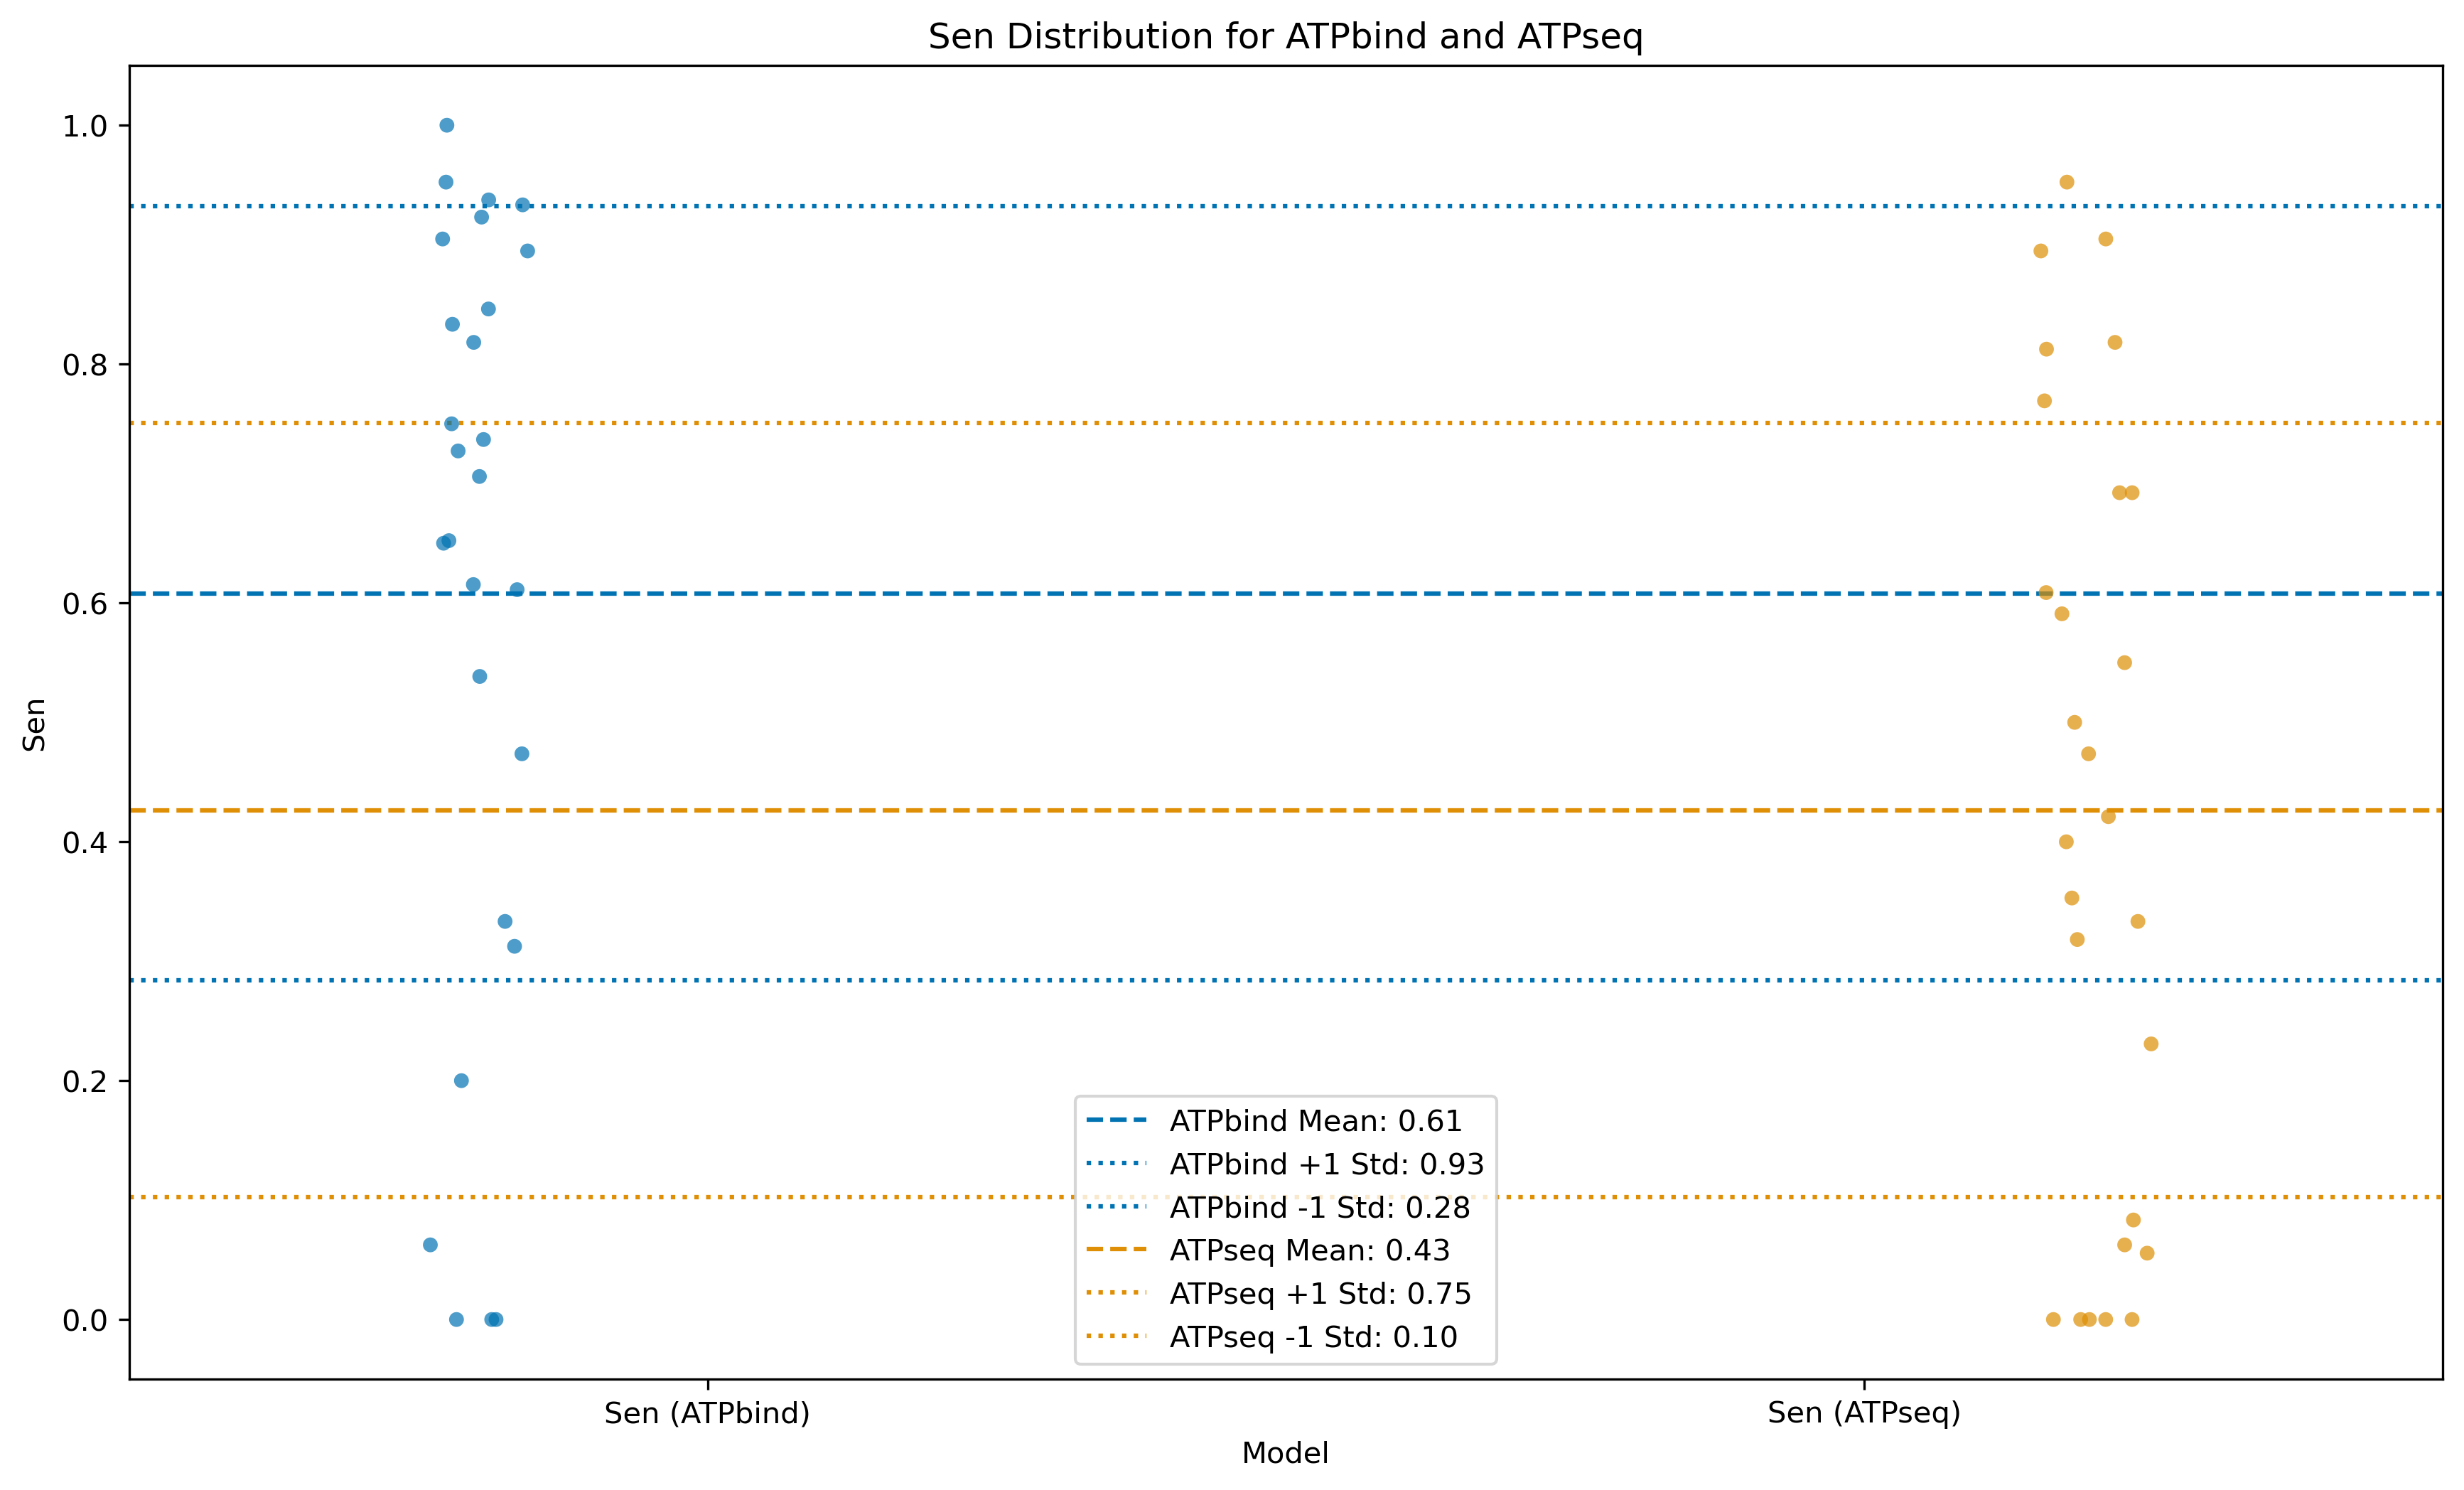 Sen Distribution for ATPbind and ATPseq
Sen
1.0
0.8
0.6
0.4
0.2
0.0
ATPbind Mean: 0.61
ATPbind +1 Std: 0.93
ATPbind -1 Std: 0.28
ATPseq Mean: 0.43
ATPseq +1 Std: 0.75
ATPseq -1 Std: 0.10
Sen (ATPbind)
Sen (ATPseq)
Model